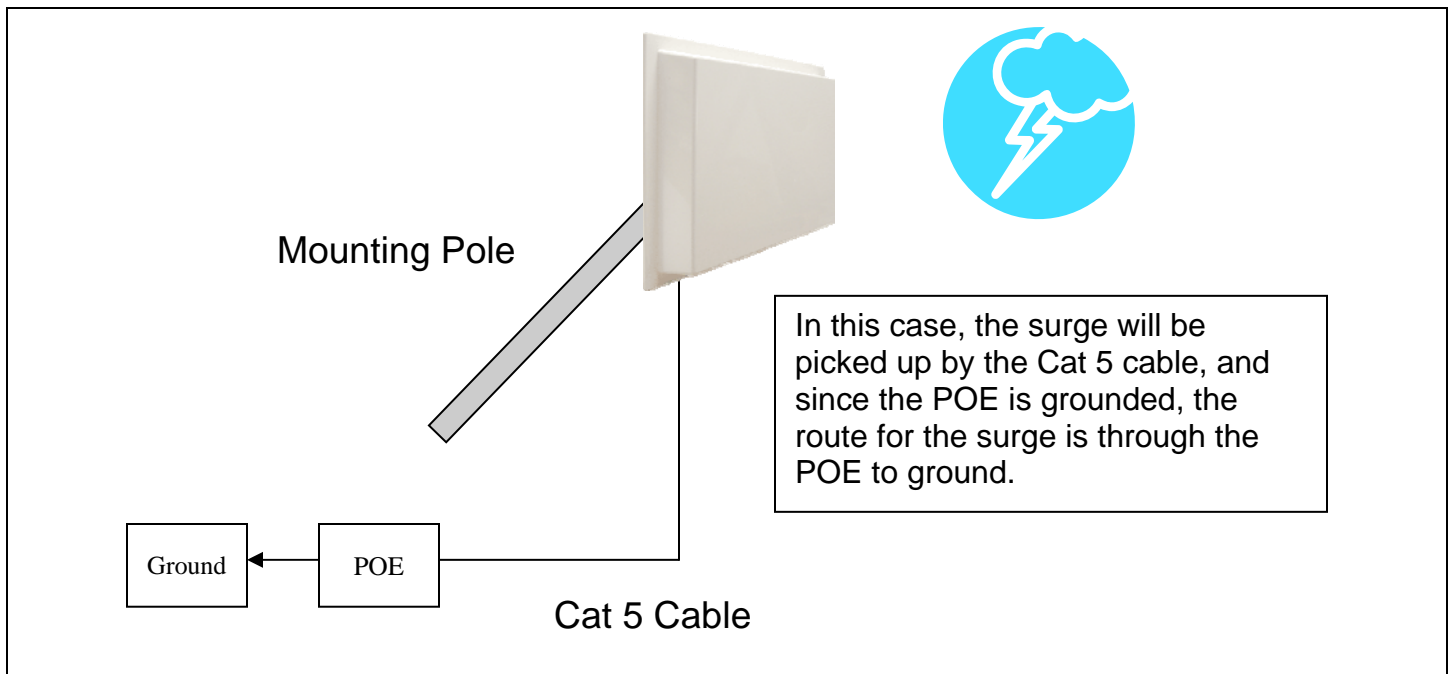 Mounting Pole
In this case, the surge will be
picked up by the Cat 5 cable, and
since the POE is grounded, the
route for the surge is through the
POE to ground.
Ground
POE
Cat 5 Cable